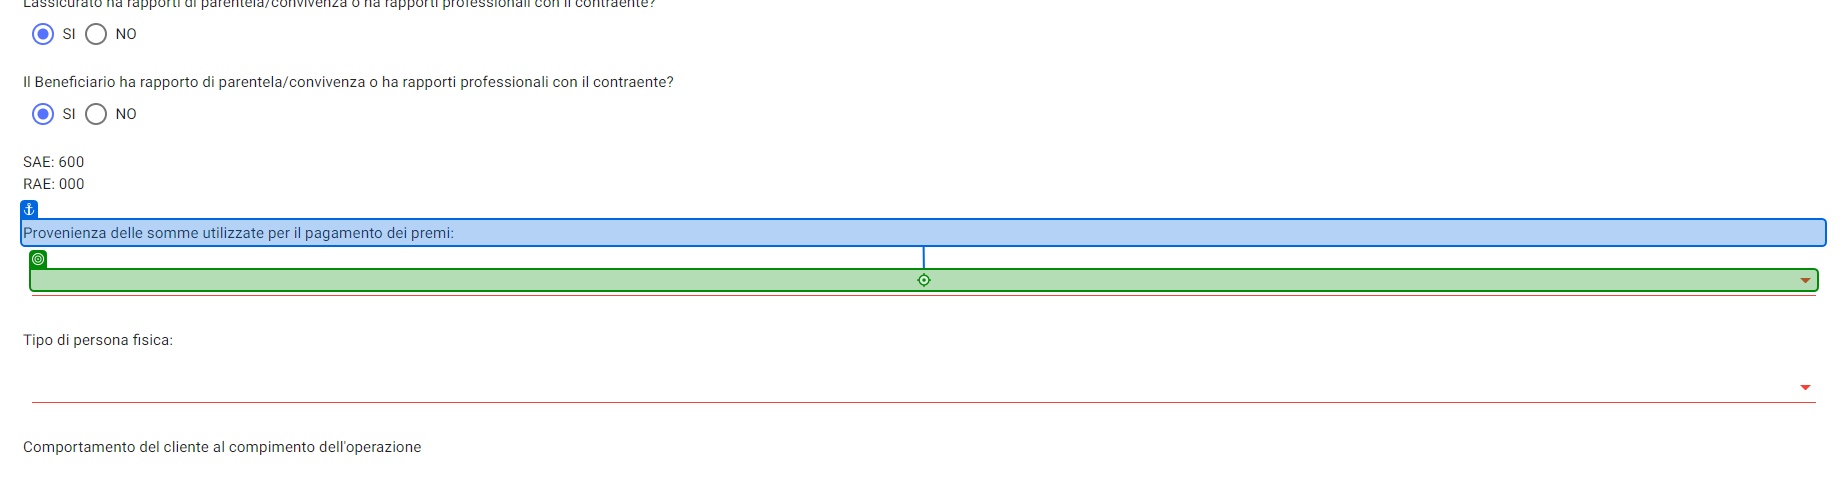 L'assicurato ha rapporti di parentela/convivenza o ha rapporti professionali con il contraente?
SI NO
Il Beneficiario ha rapporto di parentela/convivenza o ha rapporti professionali con il contraente?
SI NO
SAE: 600
RAE: 000
Provenienza delle somme utilizzate per il pagamento dei premi:
Tipo di persona fisica:
Comportamento del cliente al compimento dell'operazione